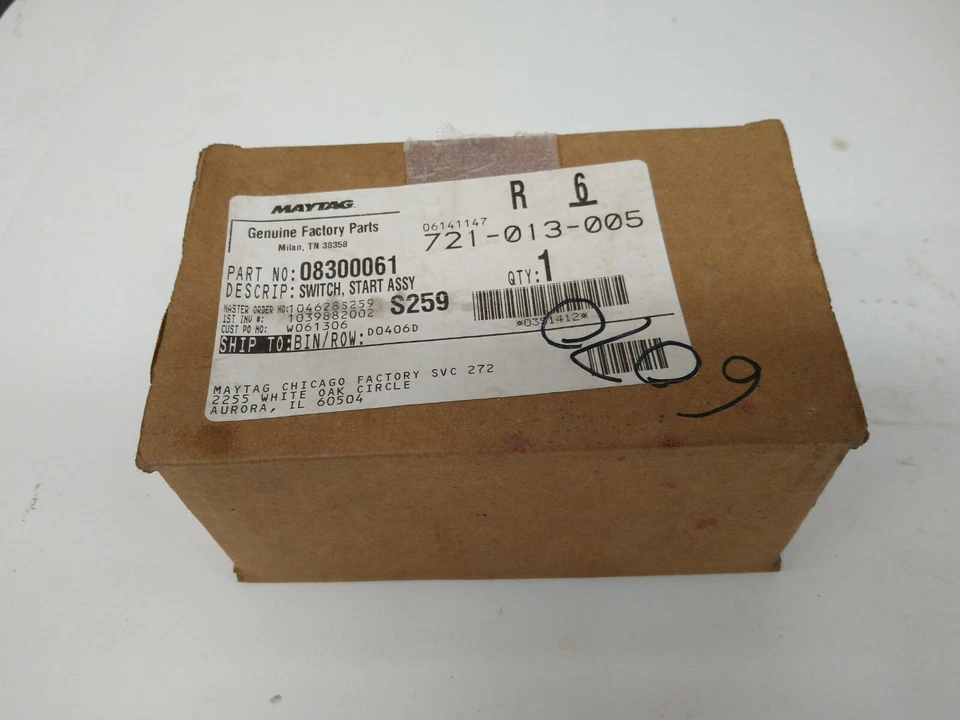 MAYTAG
Genuine Factory Parts
Milan, TN 38358
R 6
06141147
721-013-005
PART NO: 08300061
DESCRIP: SWITCH, START ASSY
QTY: 1
MASTER ORDER NO: 104628S259
S259
1ST INV #: 1039882002
CUST PO NO: W061306
*0351412*
SHIP TO: BIN/ROW: D0406D
MAYTAG CHICAGO FACTORY SVC 272
2255 WHITE OAK CIRCLE
AURORA, IL 60504